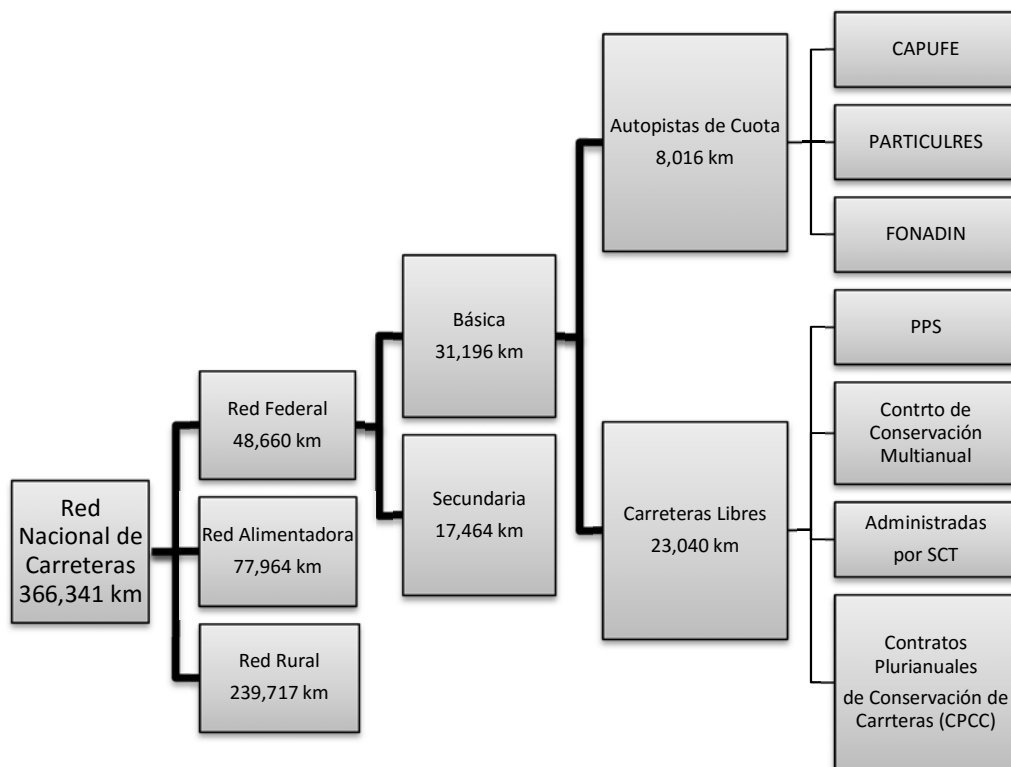 Red
Nacional de
Carreteras
366,341 km
Red Federal
48,660 km
Red Alimentadora
77,964 km
Red Rural
239,717 km
Básica
31,196 km
Secundaria
17,464 km
Autopistas de Cuota
8,016 km
Carreteras Libres
23,040 km
CAPUFE
PARTICULRES
FONADIN
PPS
Contrto de
Conservación
Multianual
Administradas
por SCT
Contratos
Plurianuales
de Conservación de
Carrteras (CPCC)